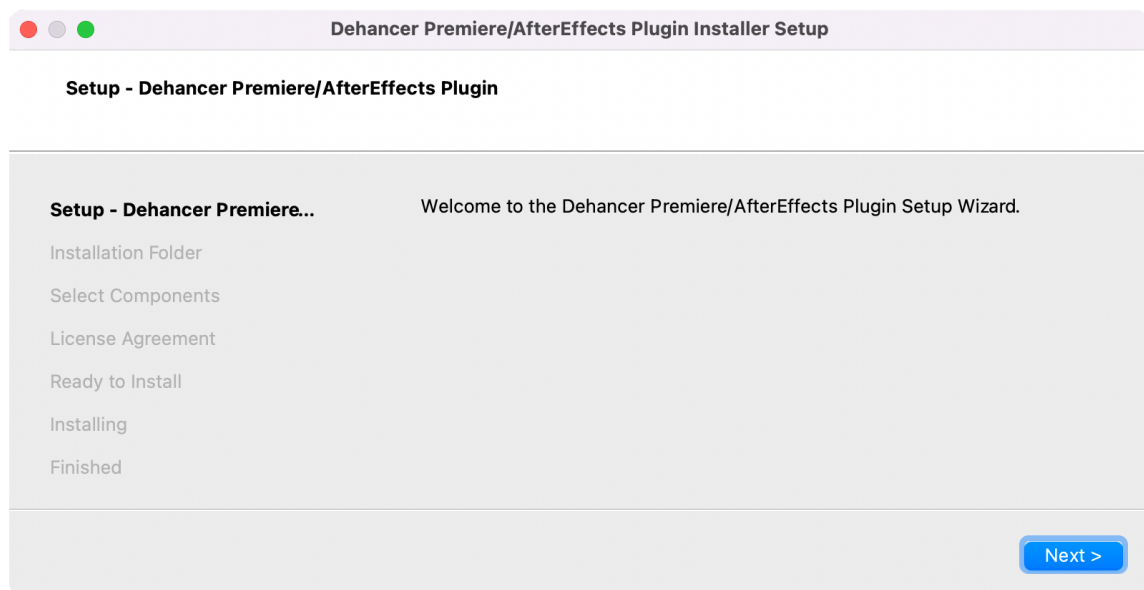 Dehancer Premiere/AfterEffects Plugin Installer Setup
Setup - Dehancer Premiere/AfterEffects Plugin
Setup - Dehancer Premiere...
Installation Folder
Select Components
License Agreement
Ready to Install
Installing
Finished
Welcome to the Dehancer Premiere/AfterEffects Plugin Setup Wizard.
Next >